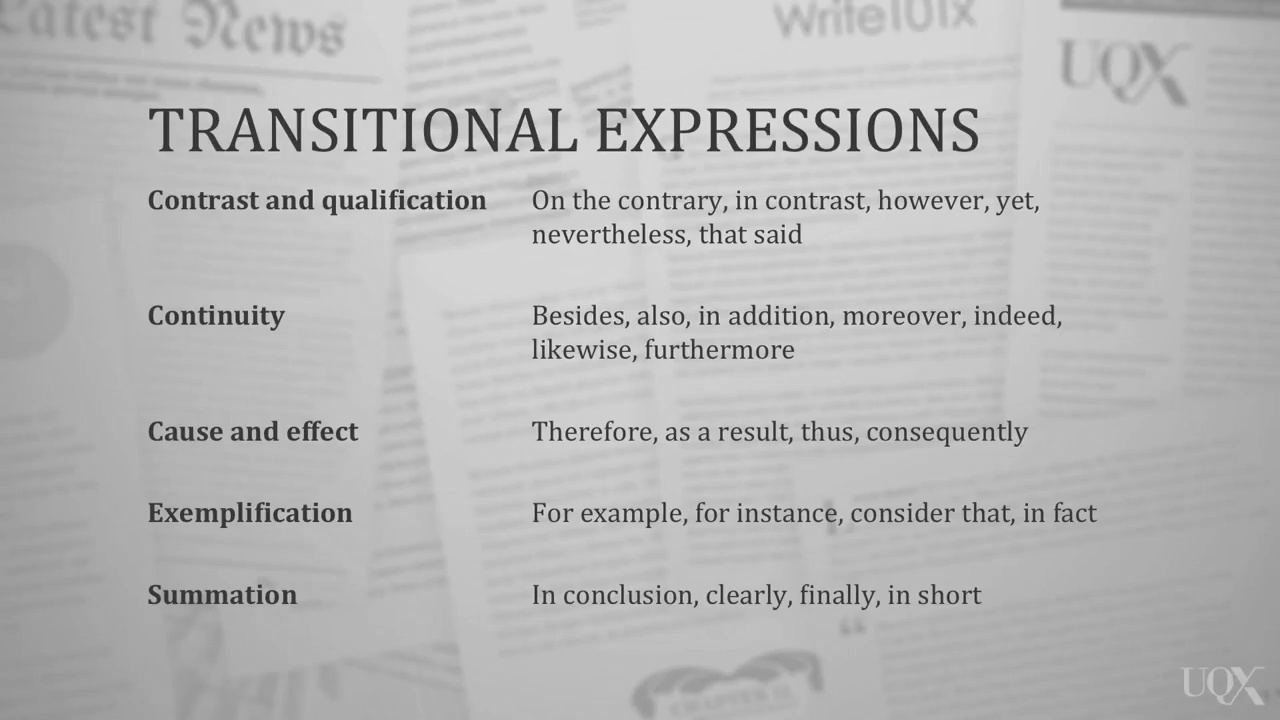 Latest News
Write101x
UQX
TRANSITIONAL EXPRESSIONS
Contrast and qualification On the contrary, in contrast, however, yet,
nevertheless, that said
Continuity Besides, also, in addition, moreover, indeed,
likewise, furthermore
Cause and effect Therefore, as a result, thus, consequently
Exemplification For example, for instance, consider that, in fact
Summation In conclusion, clearly, finally, in short
UQX